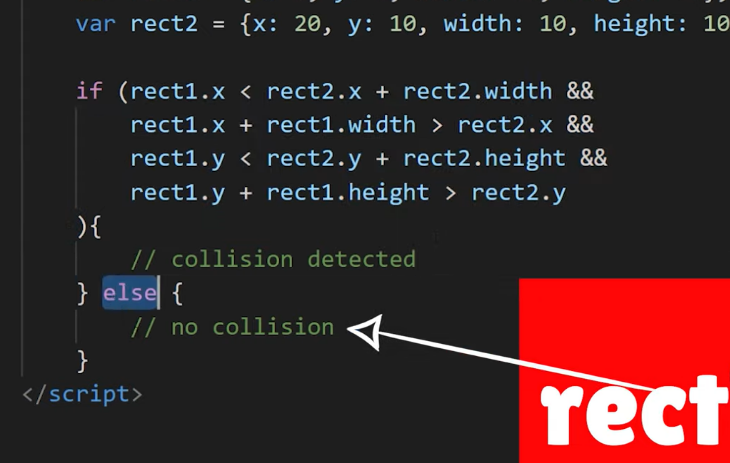 var rect2 = {x: 20, y: 10, width: 10, height: 10
if (rect1.x < rect2.x + rect2.width &&
rect1.x + rect1.width > rect2.x &&
rect1.y < rect2.y + rect2.height &&
rect1.y + rect1.height > rect2.y
){
// collision detected
} else {
// no collision
}
</script>
rect